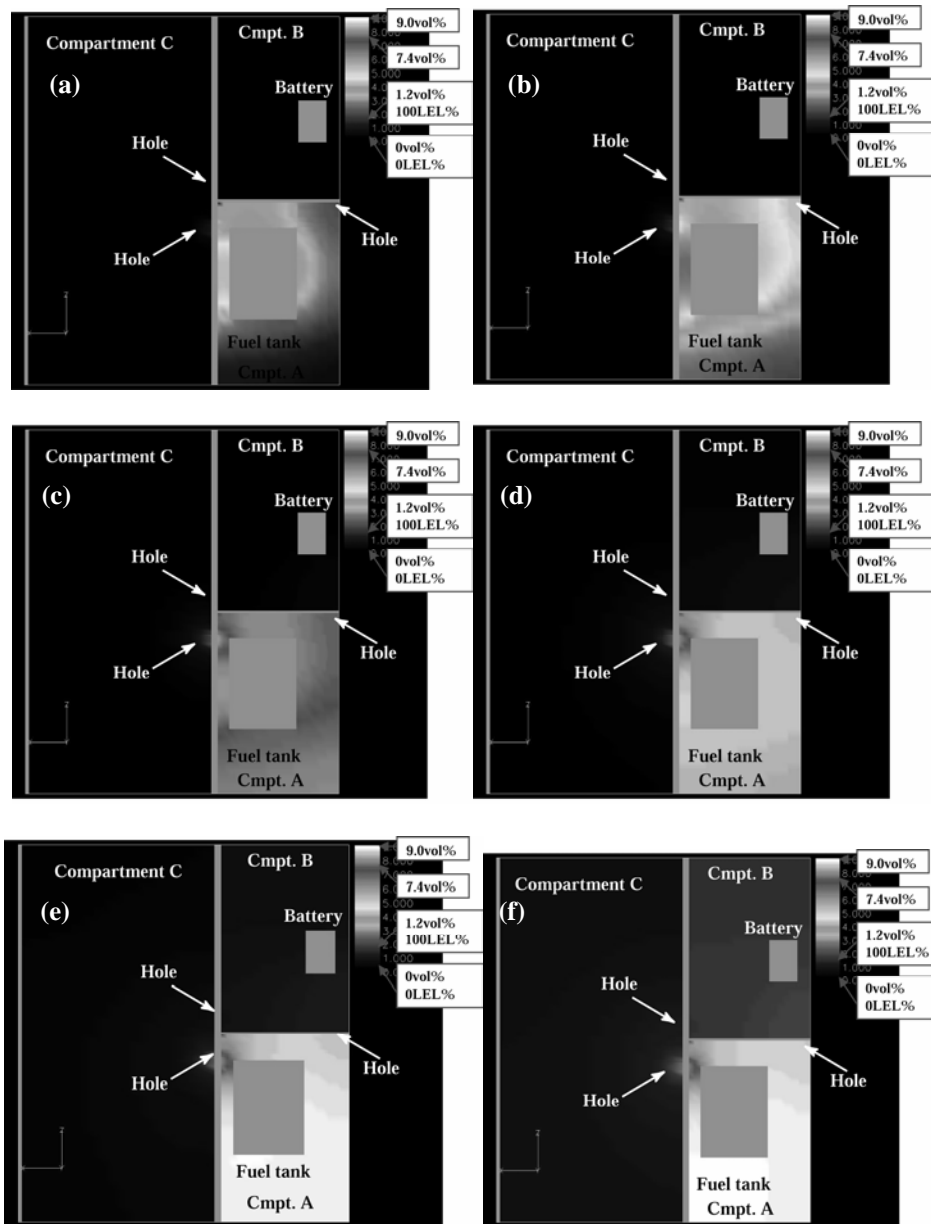 Compartment C
Cmpt. B
9.0vol%
(a)
7.4vol%
Battery
1.2vol%
100LEL%
Hole
0vol%
0LEL%
Hole
Hole
Fuel tank
Cmpt. A
Compartment C
Cmpt. B
9.0vol%
(b)
7.4vol%
Battery
1.2vol%
100LEL%
Hole
0vol%
0LEL%
Hole
Hole
Fuel tank
Cmpt. A
Compartment C
Cmpt. B
9.0vol%
(c)
7.4vol%
Battery
1.2vol%
100LEL%
Hole
0vol%
0LEL%
Hole
Hole
Fuel tank
Cmpt. A
Compartment C
Cmpt. B
9.0vol%
(d)
7.4vol%
Battery
1.2vol%
100LEL%
Hole
0vol%
0LEL%
Hole
Hole
Fuel tank
Cmpt. A
Compartment C
Cmpt. B
9.0vol%
(e)
7.4vol%
Battery
1.2vol%
100LEL%
Hole
0vol%
0LEL%
Hole
Hole
Fuel tank
Cmpt. A
Compartment C
Cmpt. B
9.0vol%
(f)
7.4vol%
Battery
1.2vol%
100LEL%
Hole
0vol%
0LEL%
Hole
Hole
Fuel tank
Cmpt. A